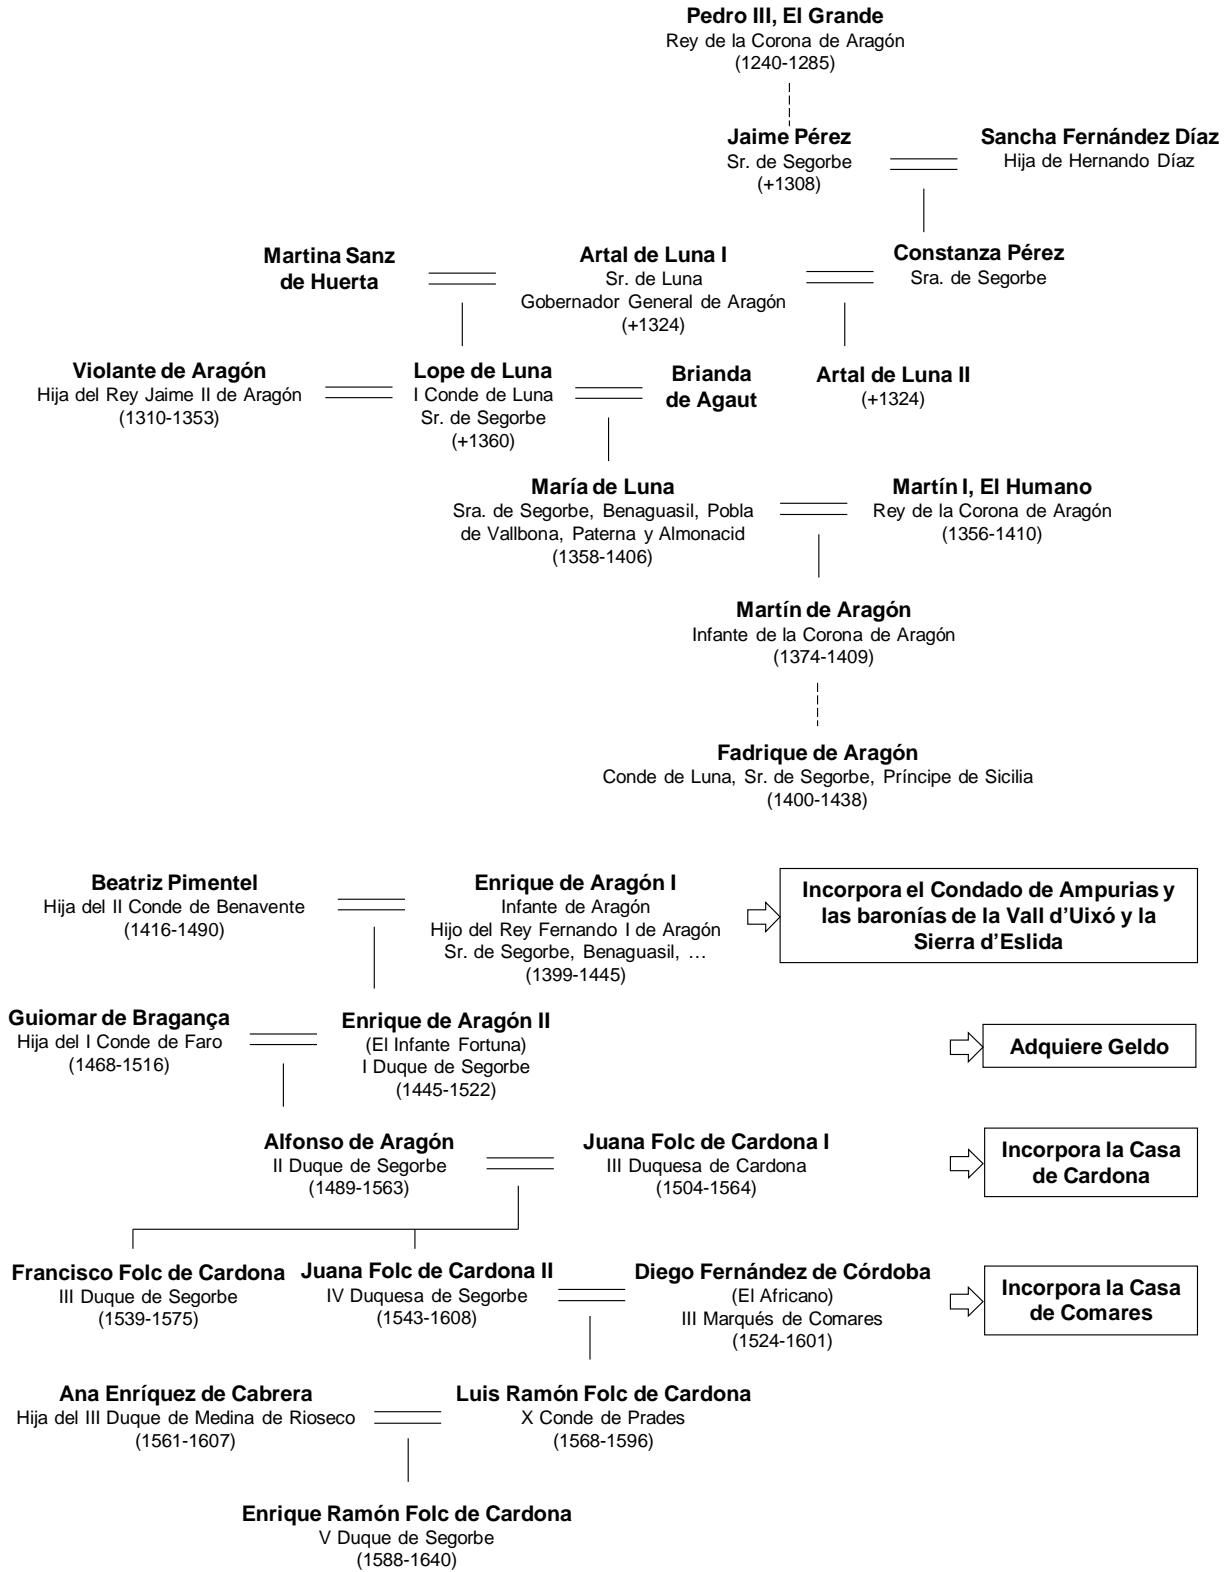 Pedro III, El Grande
Rey de la Corona de Aragón
(1240-1285)
Jaime Pérez
Sr. de Segorbe
(+1308)
Sancha Fernández Díaz
Hija de Hernando Díaz
Martina Sanz
de Huerta
Artal de Luna I
Sr. de Luna
Gobernador General de Aragón
(+1324)
Constanza Pérez
Sra. de Segorbe
Violante de Aragón
Hija del Rey Jaime II de Aragón
(1310-1353)
Lope de Luna
I Conde de Luna
Sr. de Segorbe
(+1360)
Brianda
de Agaut
Artal de Luna II
(+1324)
María de Luna
Sra. de Segorbe, Benaguasil, Pobla
de Vallbona, Paterna y Almonacid
(1358-1406)
Martín I, El Humano
Rey de la Corona de Aragón
(1356-1410)
Martín de Aragón
Infante de la Corona de Aragón
(1374-1409)
Fadrique de Aragón
Conde de Luna, Sr. de Segorbe, Príncipe de Sicilia
(1400-1438)
Beatriz Pimentel
Hija del II Conde de Benavente
(1416-1490)
Enrique de Aragón I
Infante de Aragón
Hijo del Rey Fernando I de Aragón
Sr. de Segorbe, Benaguasil, …
(1399-1445)
Incorpora el Condado de Ampurias y
las baronías de la Vall d’Uixó y la
Sierra d’Eslida
Guiomar de Bragança
Hija del I Conde de Faro
(1468-1516)
Enrique de Aragón II
(El Infante Fortuna)
I Duque de Segorbe
(1445-1522)
Adquiere Geldo
Alfonso de Aragón
II Duque de Segorbe
(1489-1563)
Juana Folc de Cardona I
III Duquesa de Cardona
(1504-1564)
Incorpora la Casa
de Cardona
Francisco Folc de Cardona
III Duque de Segorbe
(1539-1575)
Juana Folc de Cardona II
IV Duquesa de Segorbe
(1543-1608)
Diego Fernández de Córdoba
(El Africano)
III Marqués de Comares
(1524-1601)
Incorpora la Casa
de Comares
Ana Enríquez de Cabrera
Hija del III Duque de Medina de Rioseco
(1561-1607)
Luis Ramón Folc de Cardona
X Conde de Prades
(1568-1596)
Enrique Ramón Folc de Cardona
V Duque de Segorbe
(1588-1640)